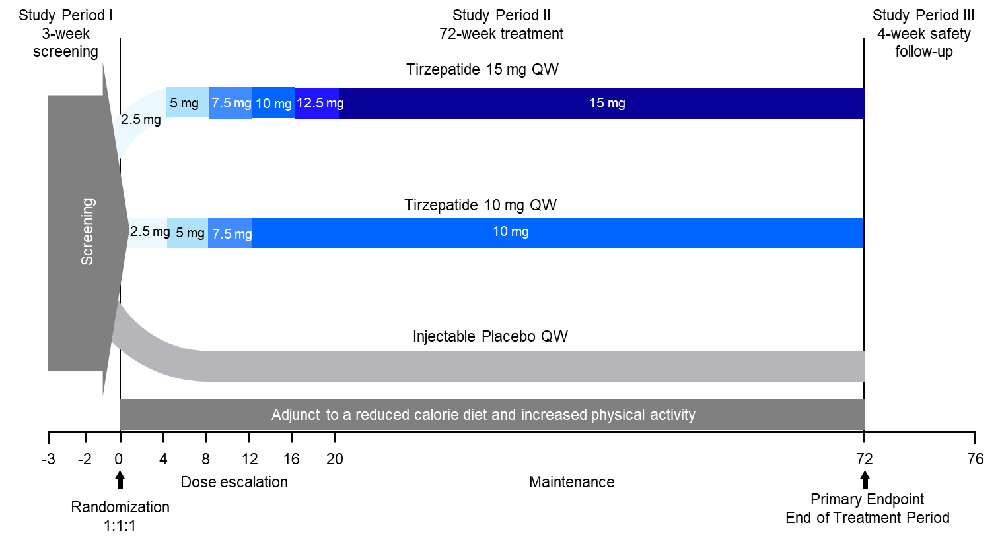 Study Period I
3-week
screening
Study Period II
72-week treatment
Study Period III
4-week safety
follow-up
Tirzepatide 15 mg QW
2.5 mg
5 mg
7.5 mg
10 mg
12.5 mg
15 mg
Screening
Tirzepatide 10 mg QW
2.5 mg
5 mg
7.5 mg
10 mg
Injectable Placebo QW
Adjunct to a reduced calorie diet and increased physical activity
-3 -2 0 4 8 12 16 20 72 76
Dose escalation
Maintenance
Randomization
1:1:1
Primary Endpoint
End of Treatment Period